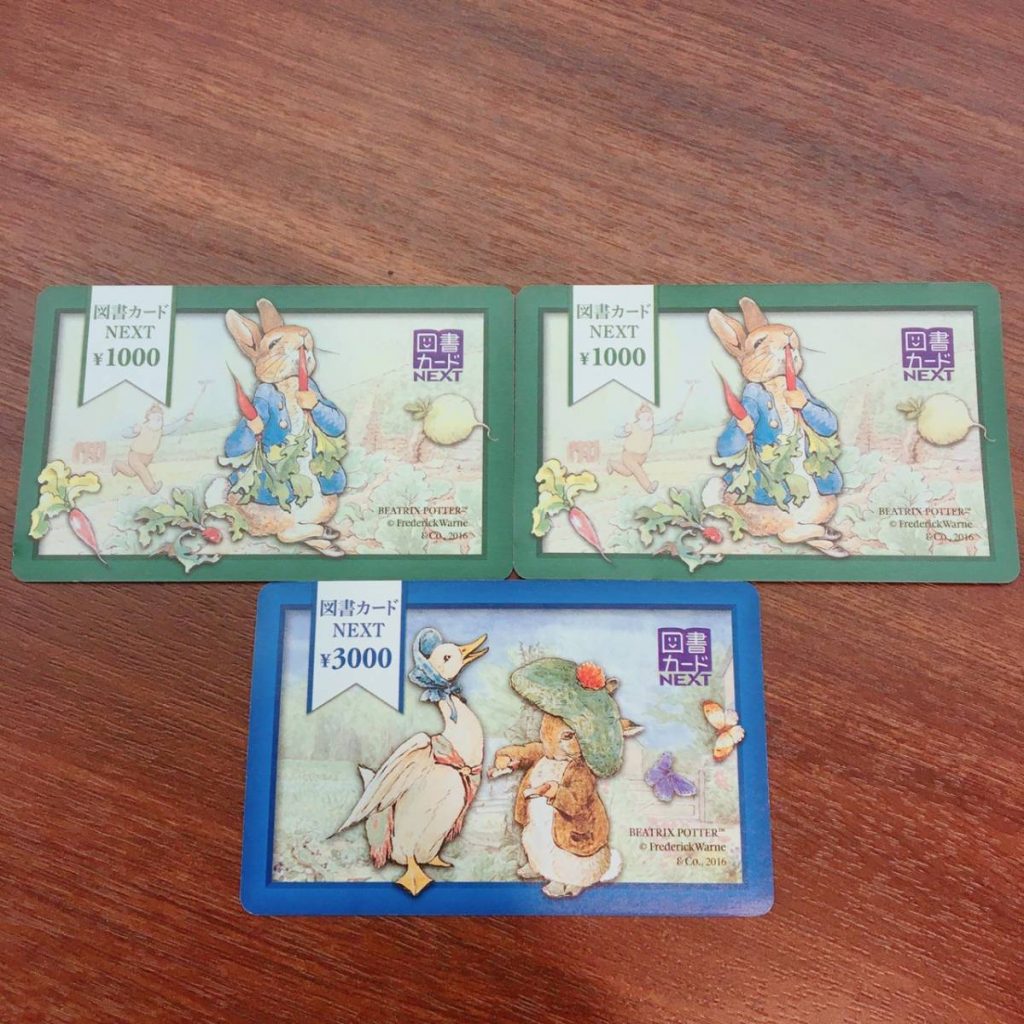 図書カード
NEXT
¥1000
図書
カード
NEXT
BEATRIX POTTER™
© FrederickWarne
& Co., 2016
図書カード
NEXT
¥1000
図書
カード
NEXT
BEATRIX POTTER™
© FrederickWarne
& Co., 2016
図書カード
NEXT
¥3000
図書
カード
NEXT
BEATRIX POTTER™
© FrederickWarne
& Co., 2016